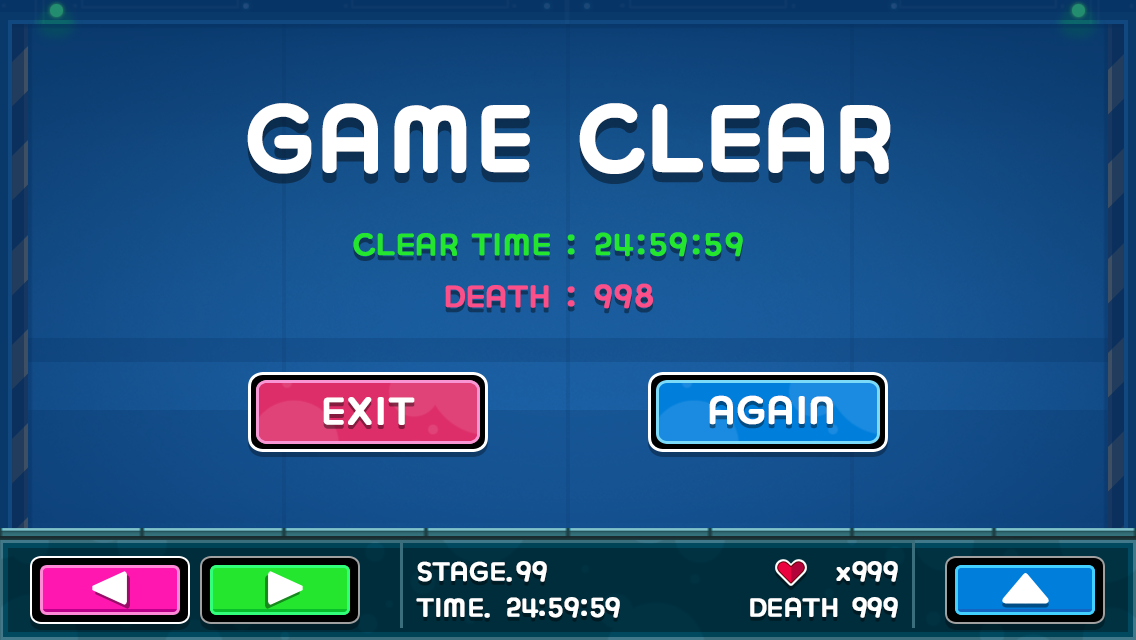 GAME CLEAR
CLEAR TIME : 24:59:59
DEATH : 998
EXIT
AGAIN
STAGE.99
x999
TIME. 24:59:59
DEATH 999